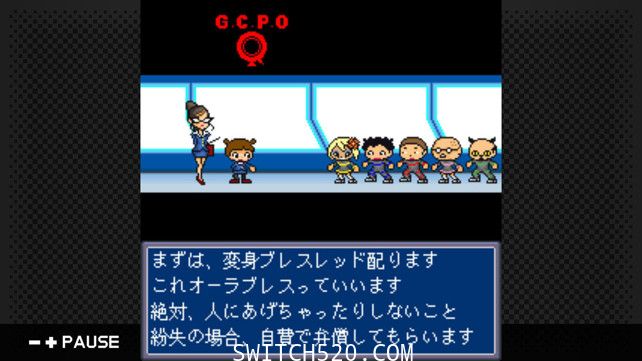 G.C.P.O
まずは、変身ブレスレッド配ります
これオーラブレスっていいます
絶対、人にあげちゃったりしないこと
紛失の場合、自費で弁償してもらいます
SWITCH520.COM
-+PAUSE